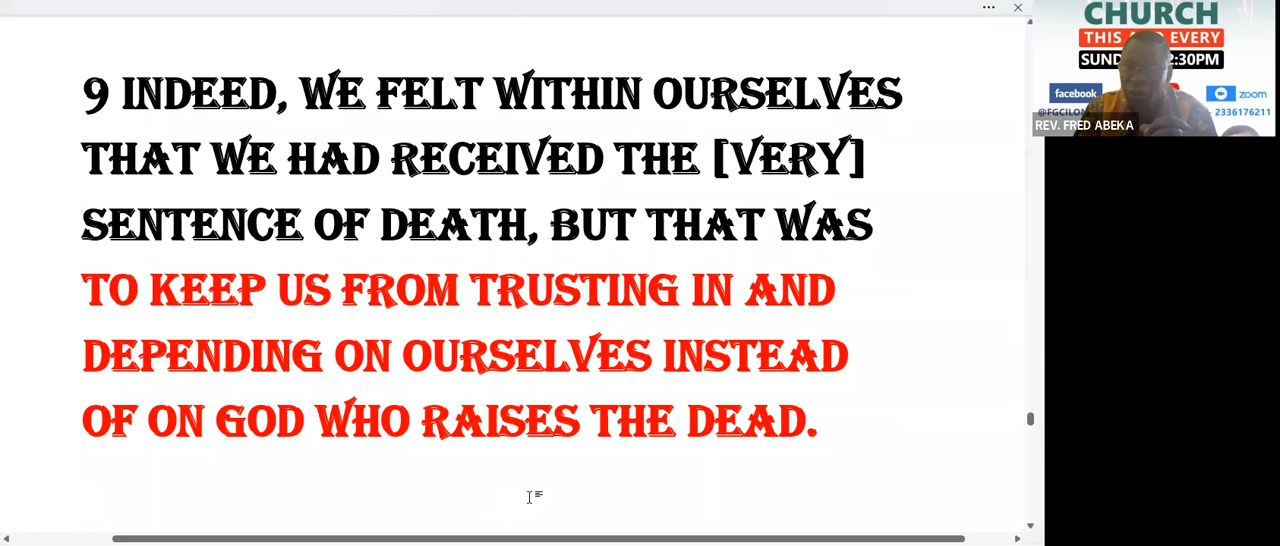 9 INDEED, WE FELT WITHIN OURSELVES
THAT WE HAD RECEIVED THE [VERY]
SENTENCE OF DEATH, BUT THAT WAS
TO KEEP US FROM TRUSTING IN AND
DEPENDING ON OURSELVES INSTEAD
OF ON GOD WHO RAISES THE DEAD.
CHURCH
THIS EVERY
:30PM
facebook
zoom
2336176211
REV. FRED ABEKA